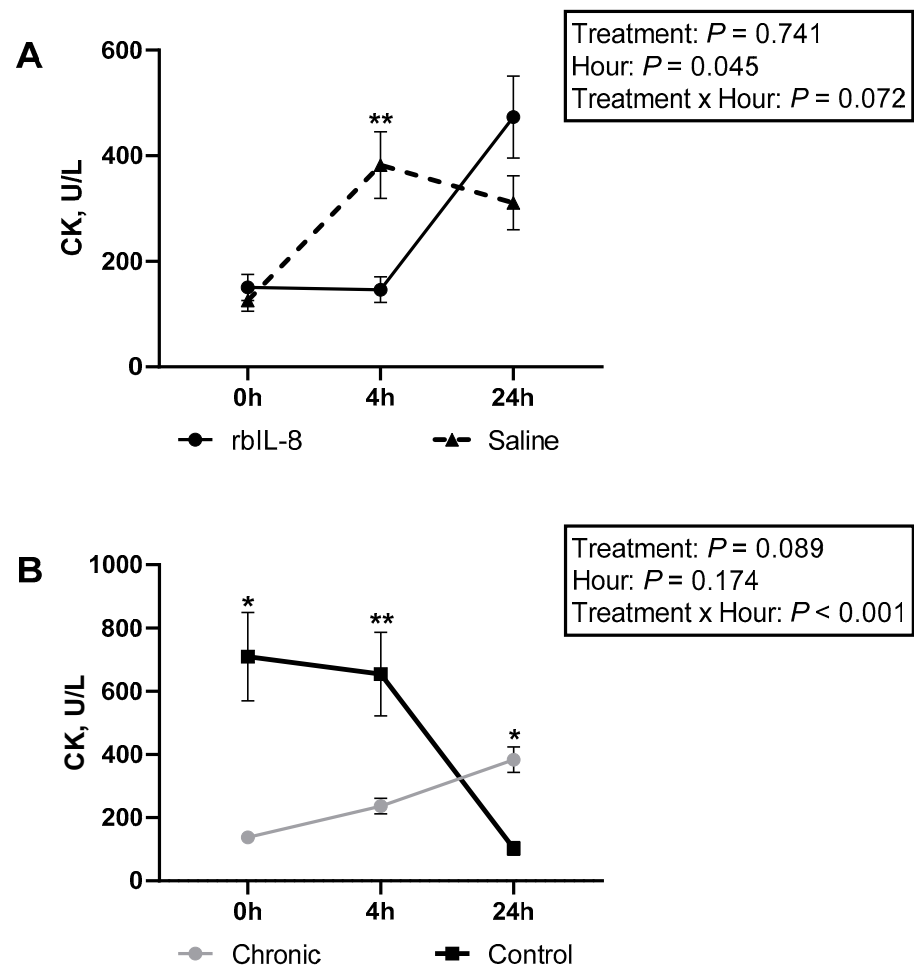 A
600
400
200
0
CK, U/L
**
0h
4h
24h
rbIL-8
Saline
Treatment: P = 0.741
Hour: P = 0.045
Treatment x Hour: P = 0.072
B
1000
800
600
400
200
0
CK, U/L
*
**
*
0h
4h
24h
Chronic
Control
Treatment: P = 0.089
Hour: P = 0.174
Treatment x Hour: P < 0.001